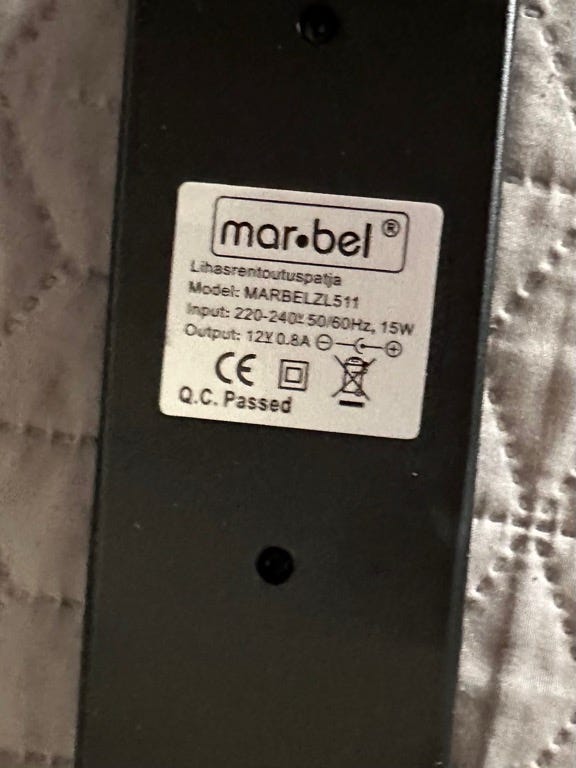 mar•bel ®
Lihasrentoutuspatja
Model: MARBELZL511
Input: 220-240V 50/60Hz, 15W
Output: 12V 0.8A
CE
Q.C. Passed